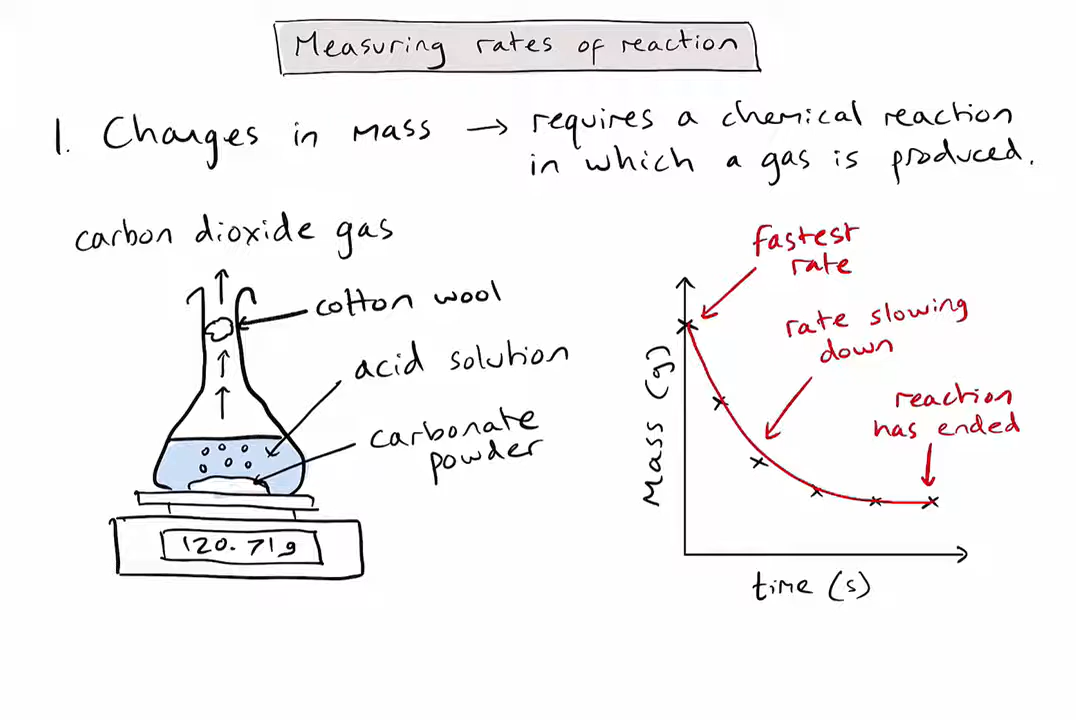 Measuring rates of reaction
1. Changes in mass → requires a chemical reaction
in which a gas is produced.
carbon dioxide gas
cotton wool
acid solution
carbonate
powder
120.71g
fastest
rate
rate slowing
down
reaction
has ended
Mass (g)
time (s)